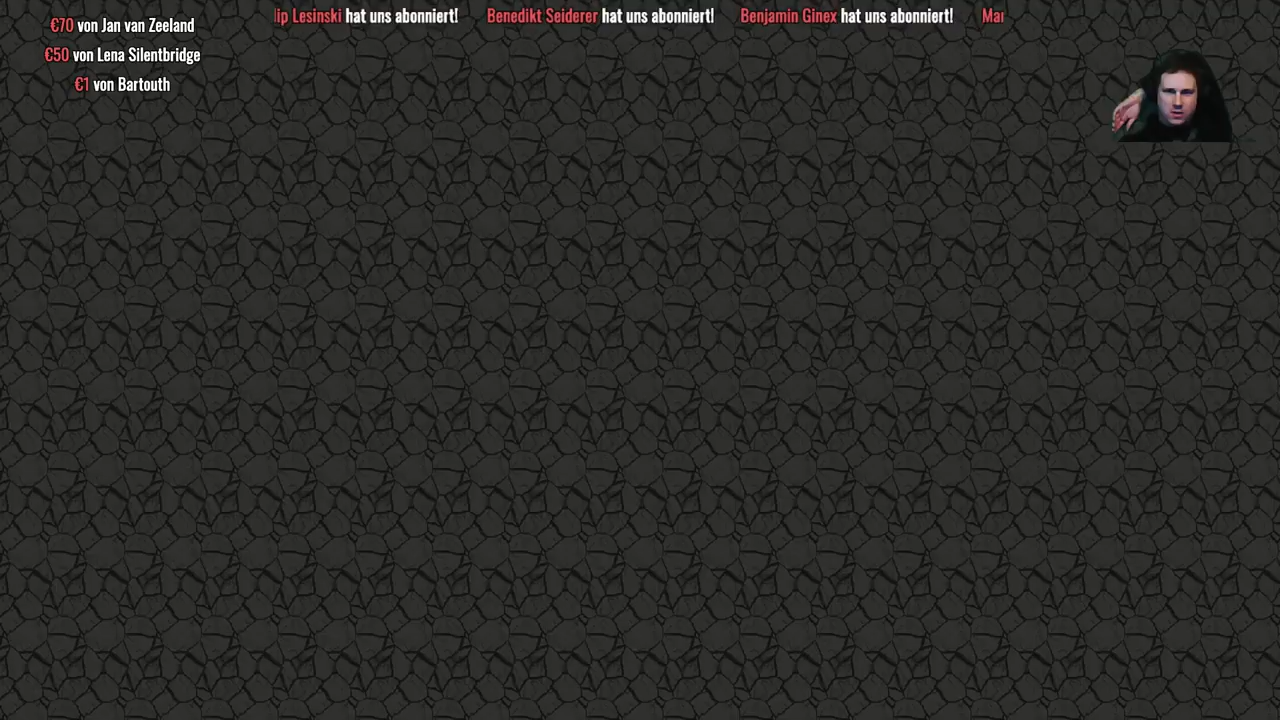 €70 von Jan van Zeeland
€50 von Lena Silentbridge
€1 von Bartouth
Lesinski hat uns abonniert! Benedikt Seiderer hat uns abonniert! Benjamin Ginex hat uns abonniert!